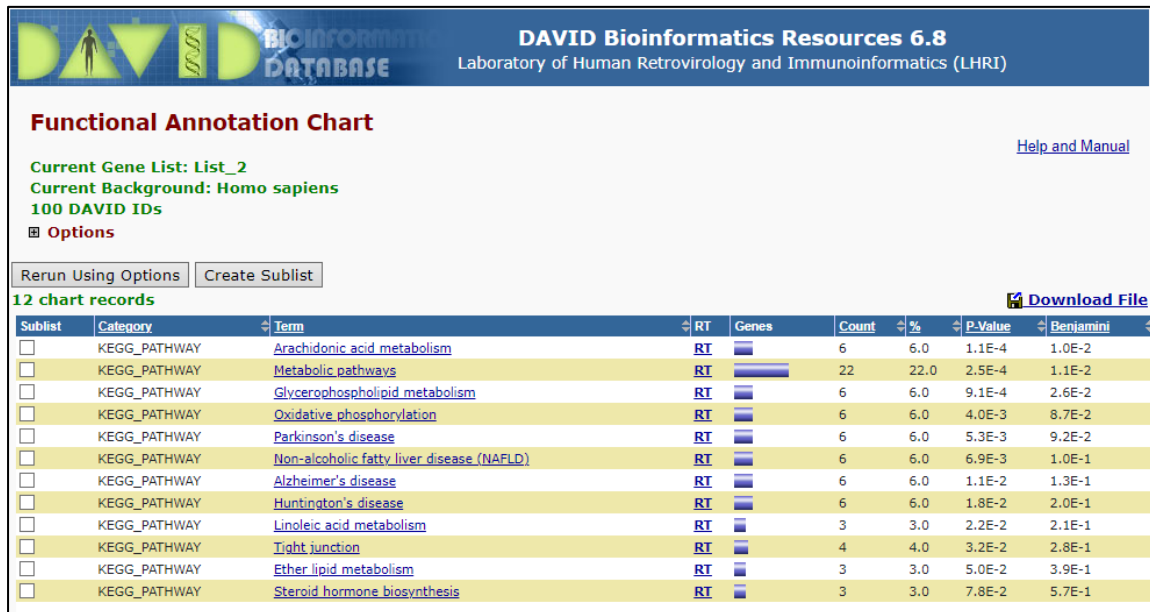 DAVID BIOINFORMATICS DATABASE
DAVID Bioinformatics Resources 6.8
Laboratory of Human Retrovirology and Immunoinformatics (LHRI)
Functional Annotation Chart
Help and Manual
Current Gene List: List_2
Current Background: Homo sapiens
100 DAVID IDs
Options
Rerun Using Options Create Sublist
12 chart records Download File
Sublist Category Term RT Genes Count % P-Value Benjamini
KEGG_PATHWAY Arachidonic acid metabolism RT 6 6.0 1.1E-4 1.0E-2
KEGG_PATHWAY Metabolic pathways RT 22 22.0 2.5E-4 1.1E-2
KEGG_PATHWAY Glycerophospholipid metabolism RT 6 6.0 9.1E-4 2.6E-2
KEGG_PATHWAY Oxidative phosphorylation RT 6 6.0 4.0E-3 8.7E-2
KEGG_PATHWAY Parkinson's disease RT 6 6.0 5.3E-3 9.2E-2
KEGG_PATHWAY Non-alcoholic fatty liver disease (NAFLD) RT 6 6.0 6.9E-3 1.0E-1
KEGG_PATHWAY Alzheimer's disease RT 6 6.0 1.1E-2 1.3E-1
KEGG_PATHWAY Huntington's disease RT 6 6.0 1.8E-2 2.0E-1
KEGG_PATHWAY Linoleic acid metabolism RT 3 3.0 2.2E-2 2.1E-1
KEGG_PATHWAY Tight junction RT 4 4.0 3.2E-2 2.8E-1
KEGG_PATHWAY Ether lipid metabolism RT 3 3.0 5.0E-2 3.9E-1
KEGG_PATHWAY Steroid hormone biosynthesis RT 3 3.0 7.8E-2 5.7E-1